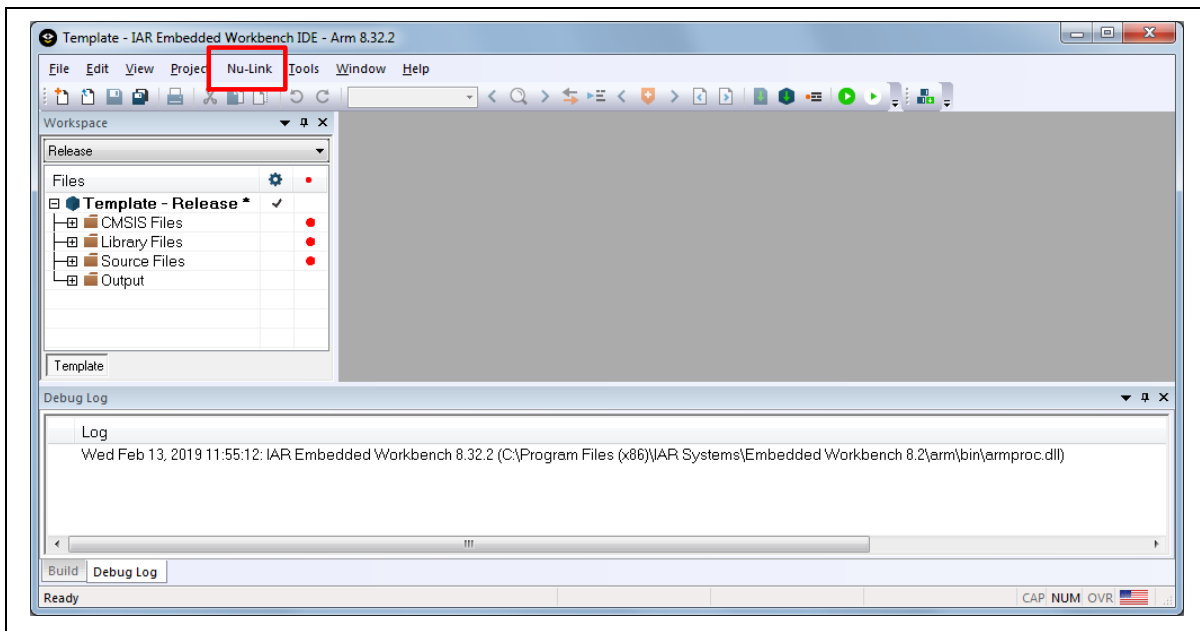 Template - IAR Embedded Workbench IDE - Arm 8.32.2
File Edit View Projec Nu-Link Tools Window Help
Workspace
Release
Files
Template - Release *
CMSIS Files
Library Files
Source Files
Output
Template
Debug Log
Log
Wed Feb 13, 2019 11:55:12: IAR Embedded Workbench 8.32.2 (C:\Program Files (x86)\IAR Systems\Embedded Workbench 8.2\arm\bin\armproc.dll)
Build Debug Log
Ready CAP NUM OVR